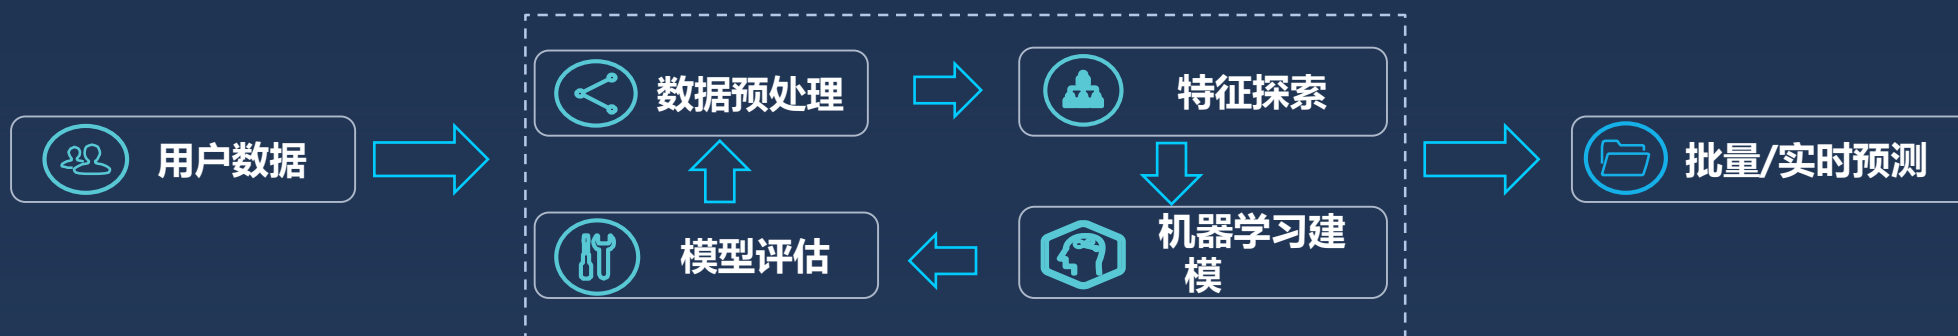 用户数据
数据预处理
特征探索
机器学习建
模
模型评估
批量/实时预测